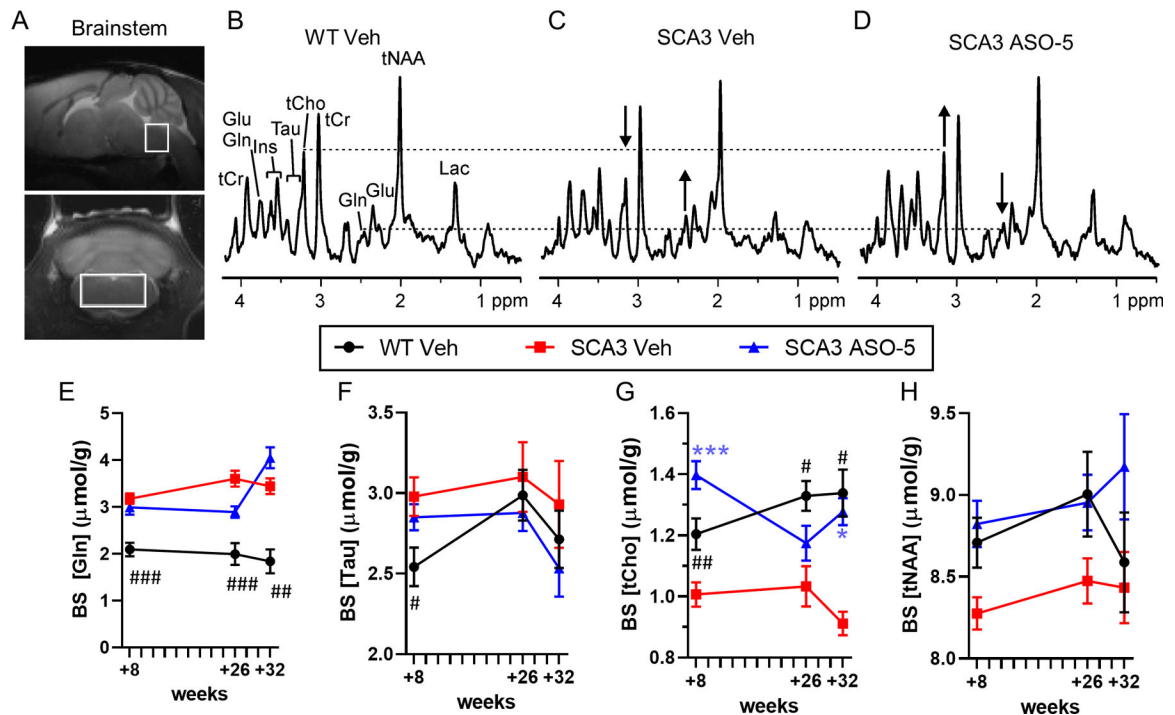 A
Brainstem
B
WT Veh
tNAA
tCho
tCr
Glu
Gln
Ins
Tau
tCr
Gln
Glu
Lac
4 3 2 1 ppm
C
SCA3 Veh
4 3 2 1 ppm
D
SCA3 ASO-5
4 3 2 1 ppm
WT Veh SCA3 Veh SCA3 ASO-5
E
BS [Gln] (μmol/g)
5
4
3
2
1
0
### ### ##
+8 +26 +32
weeks
F
BS [Tau] (μmol/g)
3.0
2.5
2.0
#
+8 +26 +32
weeks
G
BS [tCho] (μmol/g)
1.6
1.4
1.2
1.0
0.8
***
# #
*
##
+8 +26 +32
weeks
H
BS [tNAA] (μmol/g)
9.5
9.0
8.5
8.0
+8 +26 +32
weeks